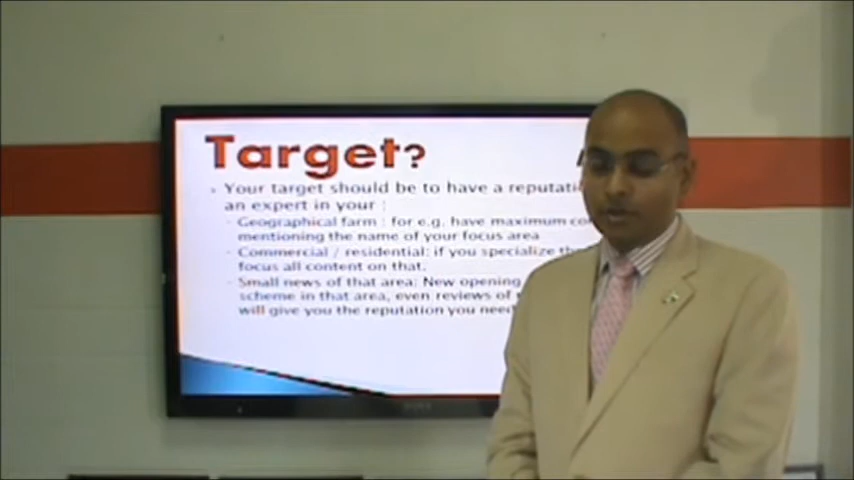 Target?
Your target should be to have a reputati
an expert in your :
Geographical farm : for e.g. have maximum co
mentioning the name of your focus area
Commercial / residential: if you specialize th
focus all content on that.
Small news of that area: New opening
scheme in that area, even reviews of
will give you the reputation you need